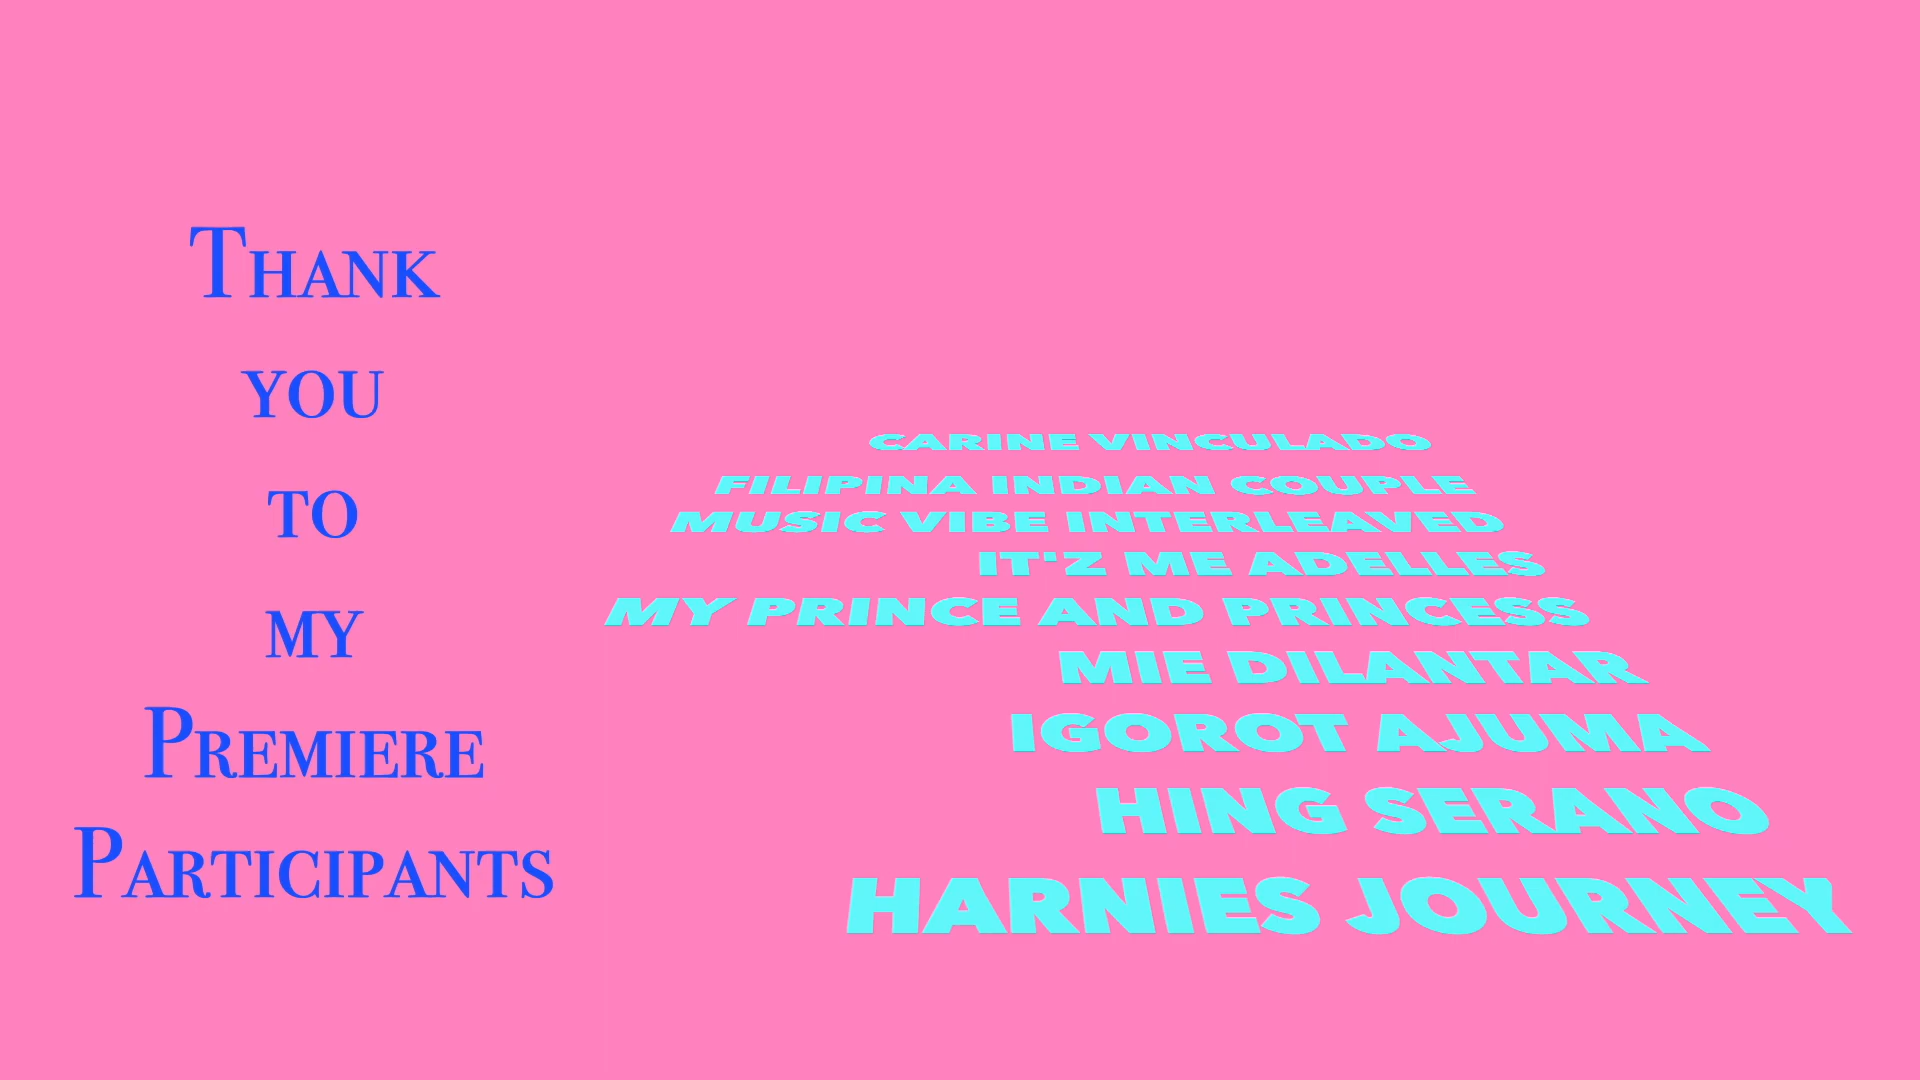 Thank
you
to
my
Premiere
Participants
CARINE VINCULADO
FILIPINA INDIAN COUPLE
MUSIC VIBE INTERLEAVED
IT'Z ME ADELLES
MY PRINCE AND PRINCESS
MIE DILANTAR
IGOROT AJUMA
HING SERANO
HARNIES JOURNEY